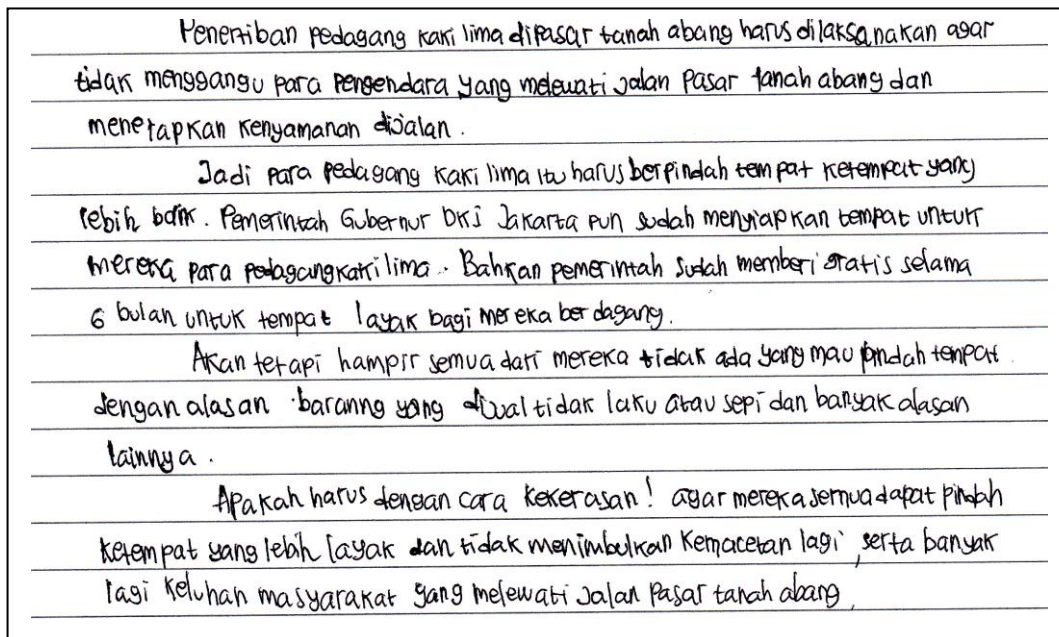 Penertiban pedagang kaki lima dipasar tanah abang harus dilaksanakan agar
tidak menggangu para pengendara yang melewati jalan pasar tanah abang dan
menetapkan kenyamanan dijalan.
Jadi para pedagang kaki lima itu harus berpindah tempat ketempat yang
lebih baik. Pemerintah Gubernur DKI Jakarta pun sudah menyiapkan tempat untuk
mereka para pedagang kaki lima. Bahkan pemerintah sudah memberi gratis selama
6 bulan untuk tempat layak bagi mereka berdagang.
Akan tetapi hampir semua dari mereka tidak ada yang mau pindah tempat
dengan alasan baranng yang dijual tidak laku atau sepi dan banyak alasan
lainnya.
Apakah harus dengan cara kekerasan! agar mereka semua dapat pindah
ketempat yang lebih layak dan tidak menimbulkan kemacetan lagi, serta banyak
lagi keluhan masyarakat yang melewati jalan pasar tanah abang,